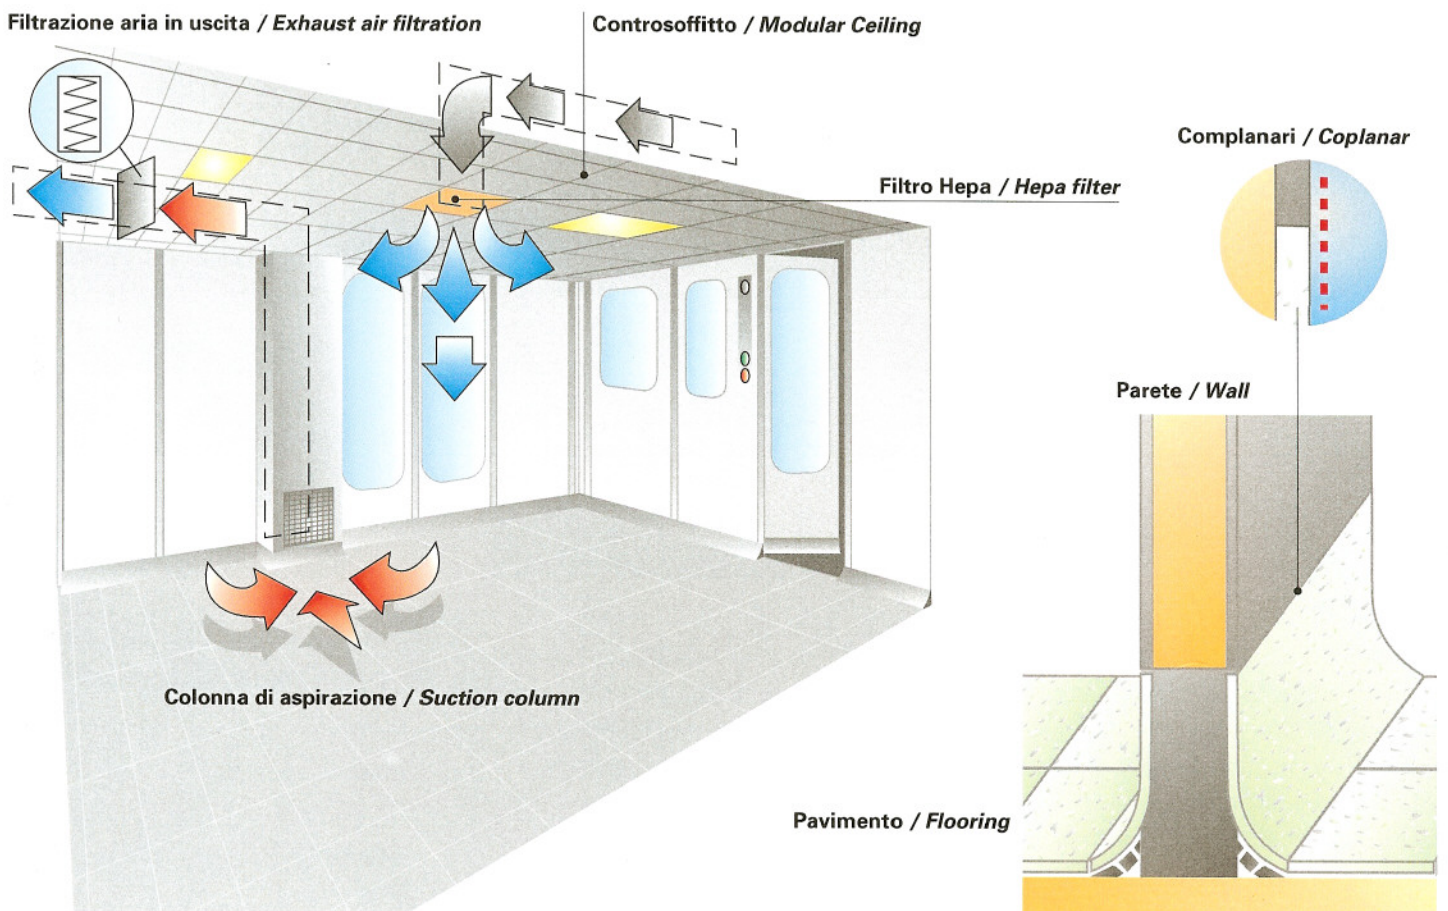 Filtrazione aria in uscita / Exhaust air filtration
Controsoffitto / Modular Ceiling
Complanari / Coplanar
Filtro Hepa / Hepa filter
Parete / Wall
Colonna di aspirazione / Suction column
Pavimento / Flooring